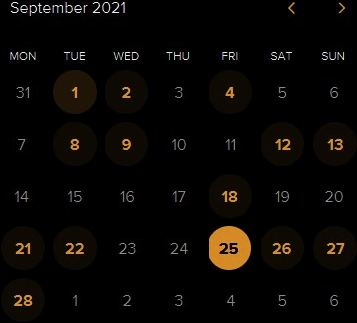 September 2021 < >
MON TUE WED THU FRI SAT SUN
31 1 2 3 4 5 6
7 8 9 10 11 12 13
14 15 16 17 18 19 20
21 22 23 24 25 26 27
28 1 2 3 4 5 6